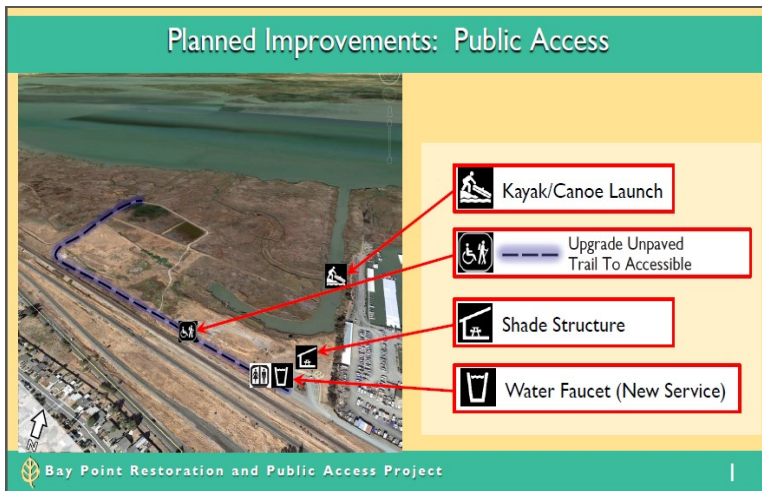 Planned Improvements: Public Access
Kayak/Canoe Launch
Upgrade Unpaved
Trail To Accessible
Shade Structure
Water Faucet (New Service)
N
Bay Point Restoration and Public Access Project